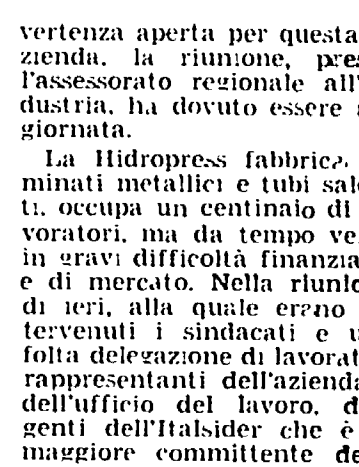 vertenza aperta per questa
zienda, la riunione, pres
l'assessorato regionale all'
dustria, ha dovuto essere
giornata.
La Hidropress fabbrica
minati metallici e tubi sal
ti, occupa un centinaio di
voratori, ma da tempo ve
in gravi difficoltà finanzia
e di mercato. Nella riunio
di ieri, alla quale erano
tervenuti i sindacati e u
folta delegazione di lavorat
rappresentanti dell'azienda
dell'ufficio del lavoro, d
genti dell'Italsider che è
maggiore committente de